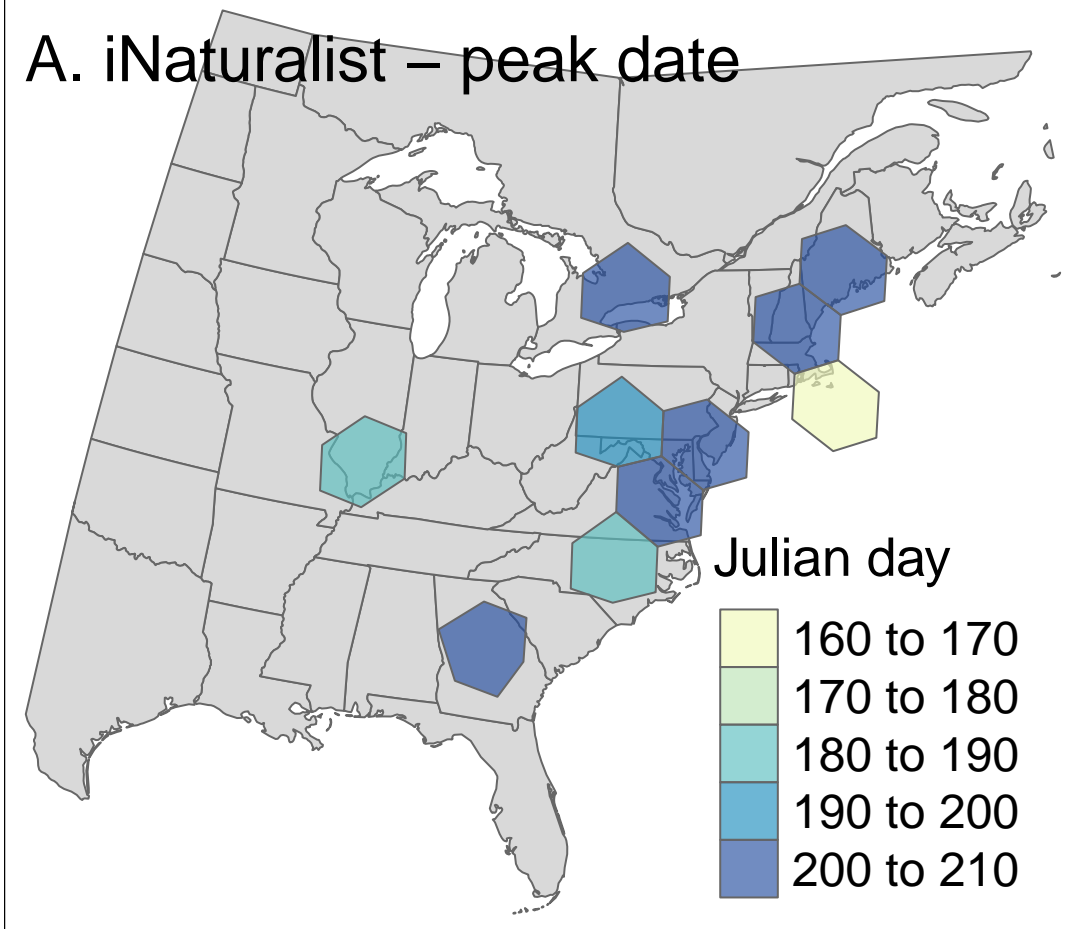 A. iNaturalist – peak date
Julian day
160 to 170
170 to 180
180 to 190
190 to 200
200 to 210